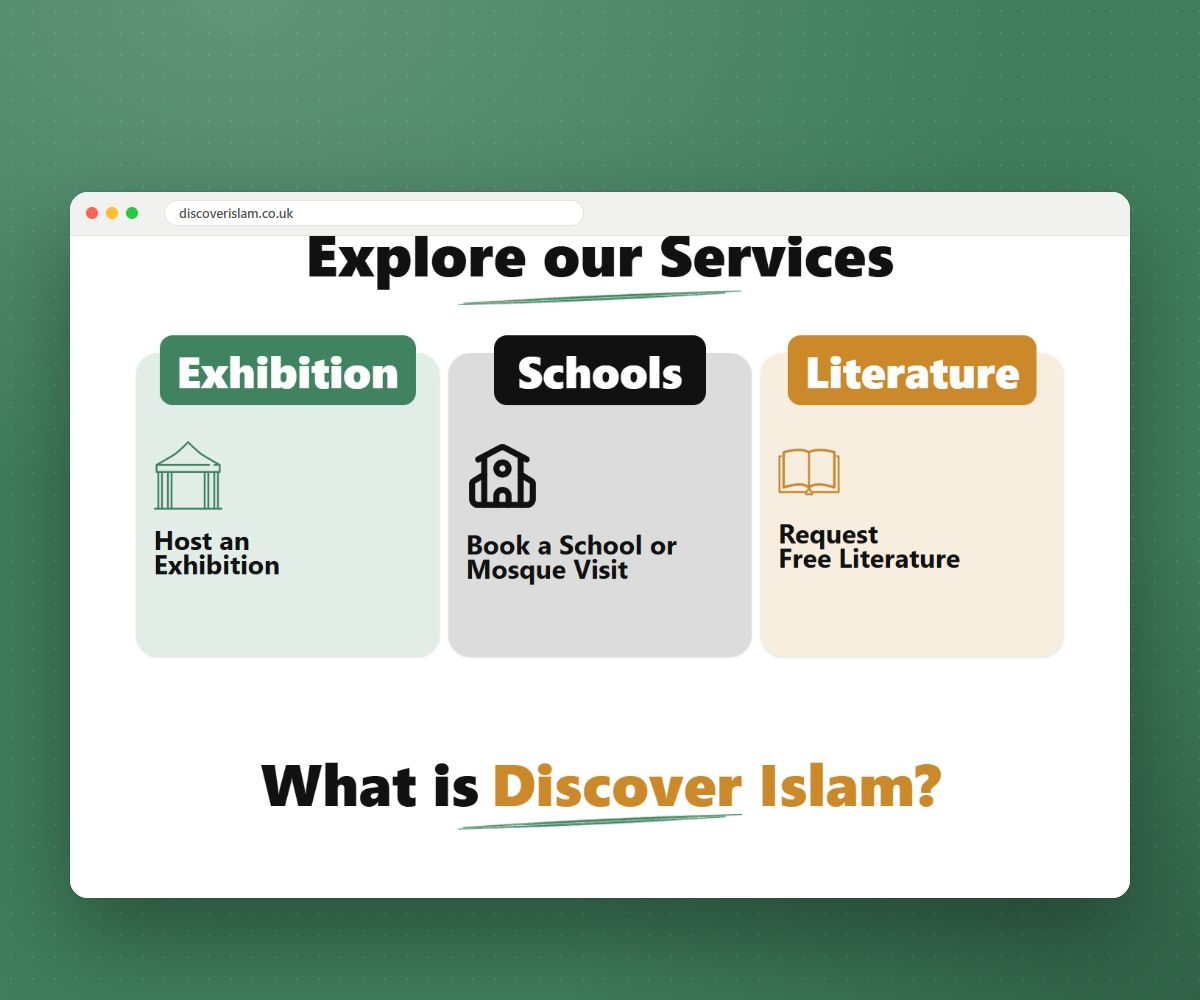 discoverislam.co.uk
Explore our Services
Exhibition
Host an
Exhibition
Schools
Book a School or
Mosque Visit
Literature
Request
Free Literature
What is Discover Islam?